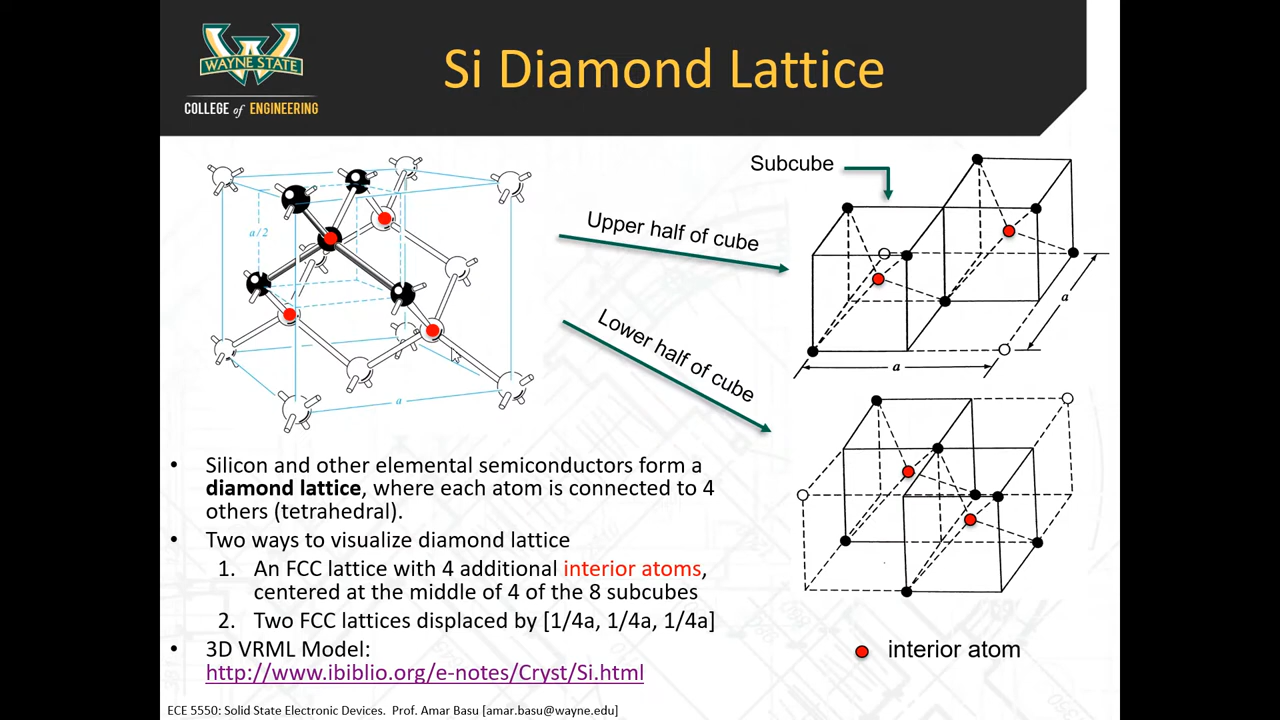 WAYNE STATE
COLLEGE of ENGINEERING
Si Diamond Lattice
a/2
a
Upper half of cube
Lower half of cube
Subcube
a
a
interior atom
• Silicon and other elemental semiconductors form a
diamond lattice, where each atom is connected to 4
others (tetrahedral).
• Two ways to visualize diamond lattice
1. An FCC lattice with 4 additional interior atoms,
centered at the middle of 4 of the 8 subcubes
2. Two FCC lattices displaced by [1/4a, 1/4a, 1/4a]
• 3D VRML Model:
http://www.ibiblio.org/e-notes/Cryst/Si.html
ECE 5550: Solid State Electronic Devices. Prof. Amar Basu [amar.basu@wayne.edu]